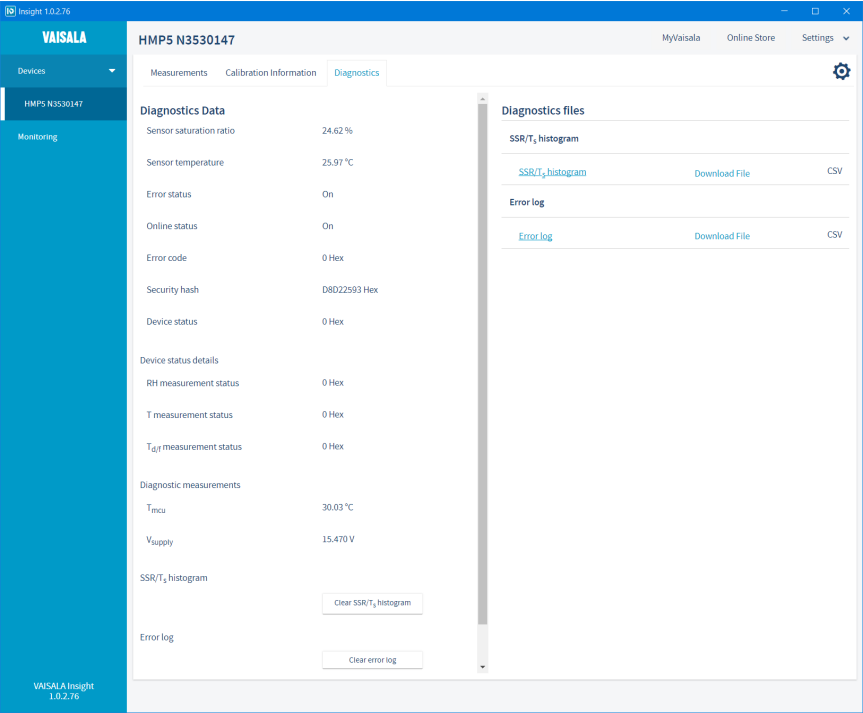 Insight 1.0.2.76
VAISALA
HMP5 N3530147
MyVaisala Online Store Settings
Devices
HMP5 N3530147
Monitoring
Measurements Calibration Information Diagnostics
Diagnostics Data
Sensor saturation ratio 24.62 %
Sensor temperature 25.97 °C
Error status On
Online status On
Error code 0 Hex
Security hash D8D22593 Hex
Device status 0 Hex
Device status details
RH measurement status 0 Hex
T measurement status 0 Hex
Td/f measurement status 0 Hex
Diagnostic measurements
Tmcu 30.03 °C
Vsupply 15.470 V
SSR/Ts histogram
Clear SSR/Ts histogram
Error log
Clear error log
Diagnostics files
SSR/Ts histogram
SSR/Ts histogram Download File CSV
Error log
Error log Download File CSV
VAISALA Insight
1.0.2.76